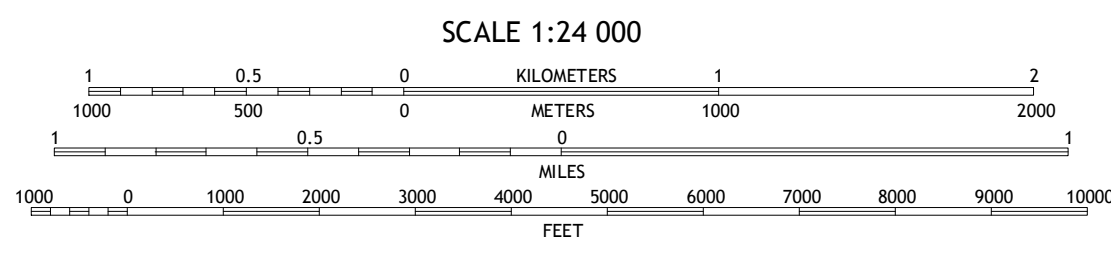 SCALE 1:24 000
1 0.5 0 KILOMETERS 1 2
1000 500 0 METERS 1000 2000
1 0.5 0 1
MILES
1000 0 1000 2000 3000 4000 5000 6000 7000 8000 9000 10000
FEET